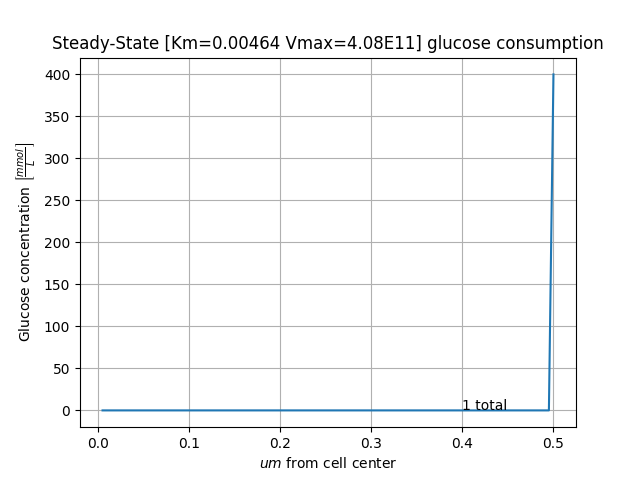 Steady-State [Km=0.00464 Vmax=4.08E11] glucose consumption
Glucose concentration [mmol/L]
400
350
300
250
200
150
100
50
0
1 total
0.0 0.1 0.2 0.3 0.4 0.5
um from cell center